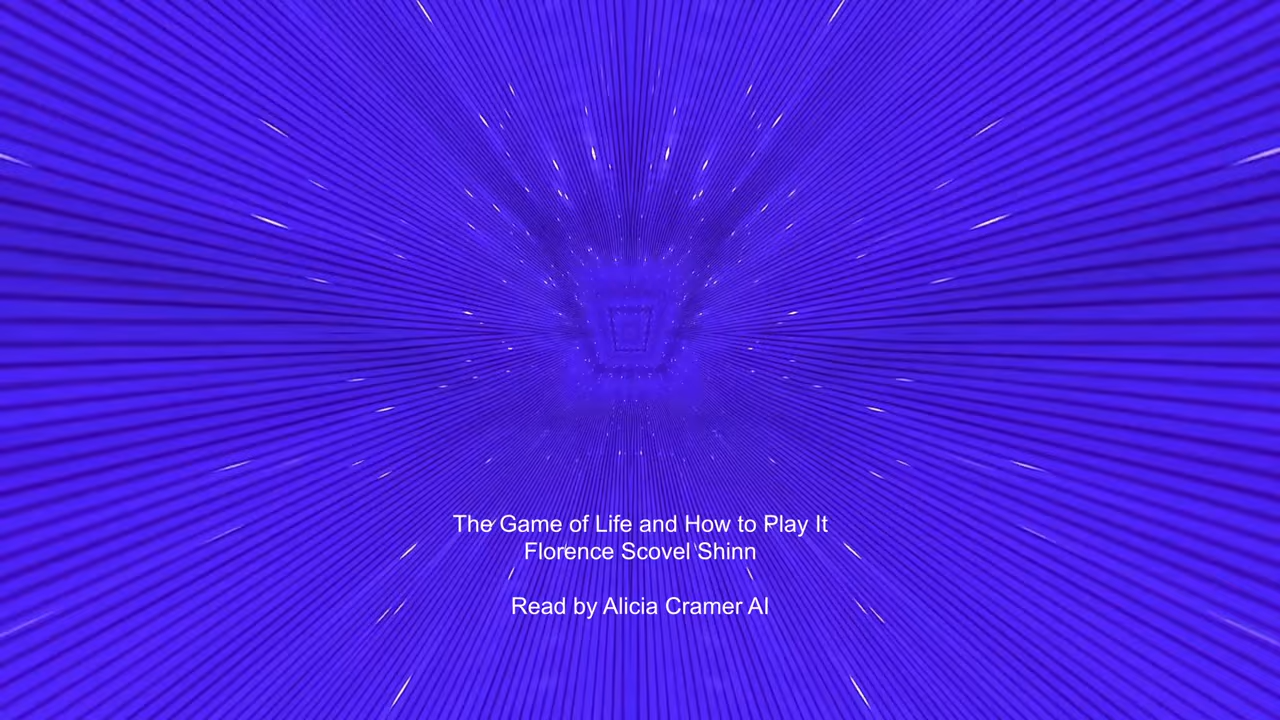 The Game of Life and How to Play It
Florence Scovel Shinn
Read by Alicia Cramer AI